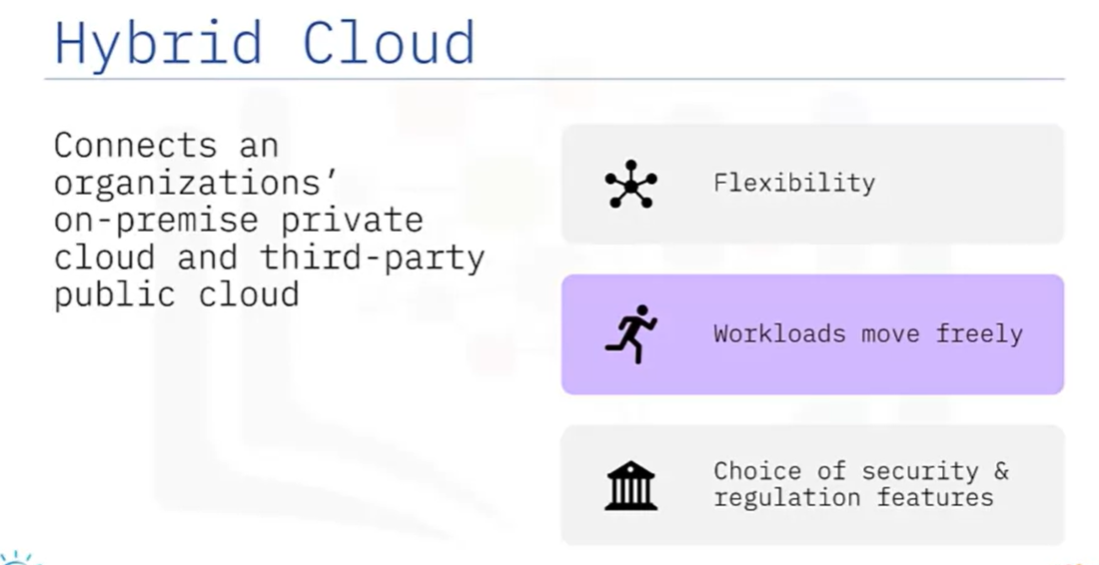 Hybrid Cloud
Connects an
organizations’
on-premise private
cloud and third-party
public cloud
Flexibility
Workloads move freely
Choice of security &
regulation features